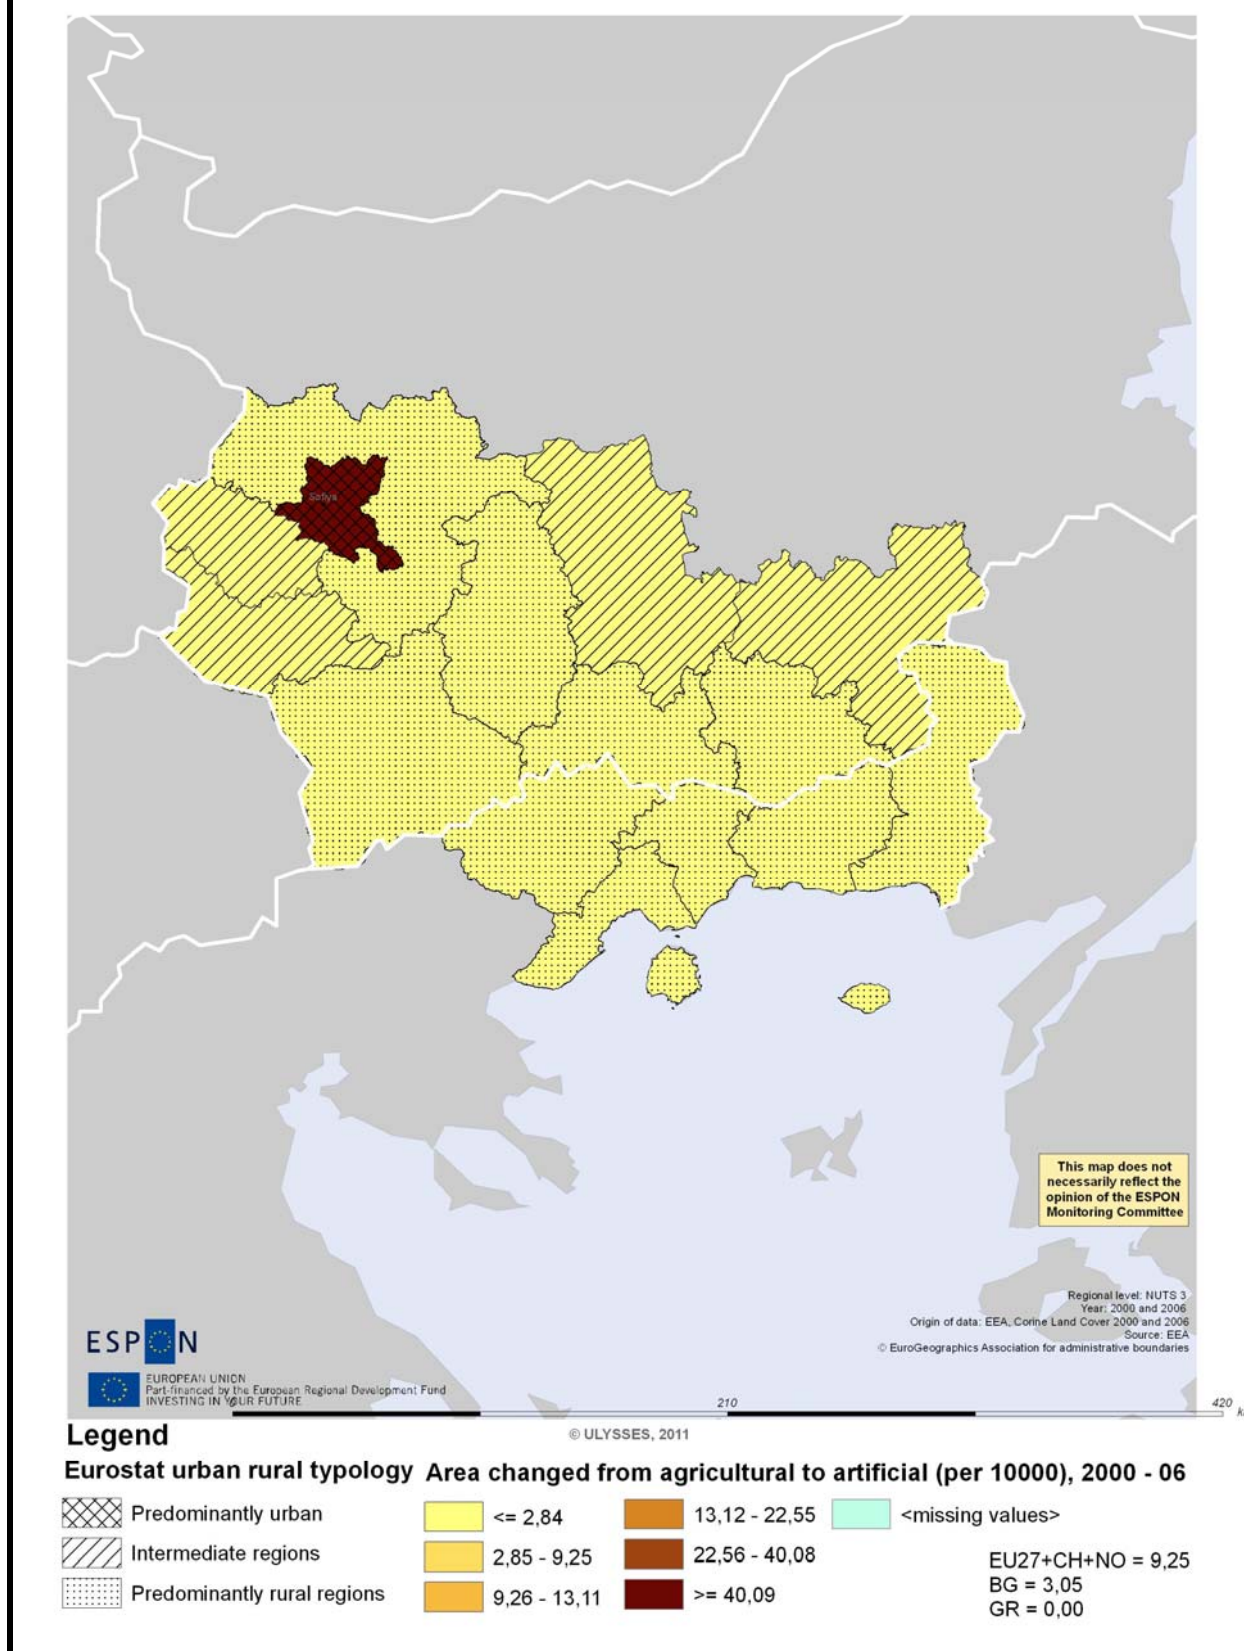 Sofiya
This map does not
necessarily reflect the
opinion of the ESPON
Monitoring Committee
Regional level: NUTS 3
Year: 2000 and 2006
Origin of data: EEA, Corine Land Cover 2000 and 2006
Source: EEA
© EuroGeographics Association for administrative boundaries
ESPON
EUROPEAN UNION
Part-financed by the European Regional Development Fund
INVESTING IN YOUR FUTURE
0 210 420
© ULYSSES, 2011
Legend
Eurostat urban rural typology
Predominantly urban
Intermediate regions
Predominantly rural regions
Area changed from agricultural to artificial (per 10000), 2000 - 06
<= 2,84
2,85 - 9,25
9,26 - 13,11
13,12 - 22,55
22,56 - 40,08
>= 40,09
<missing values>
EU27+CH+NO = 9,25
BG = 3,05
GR = 0,00